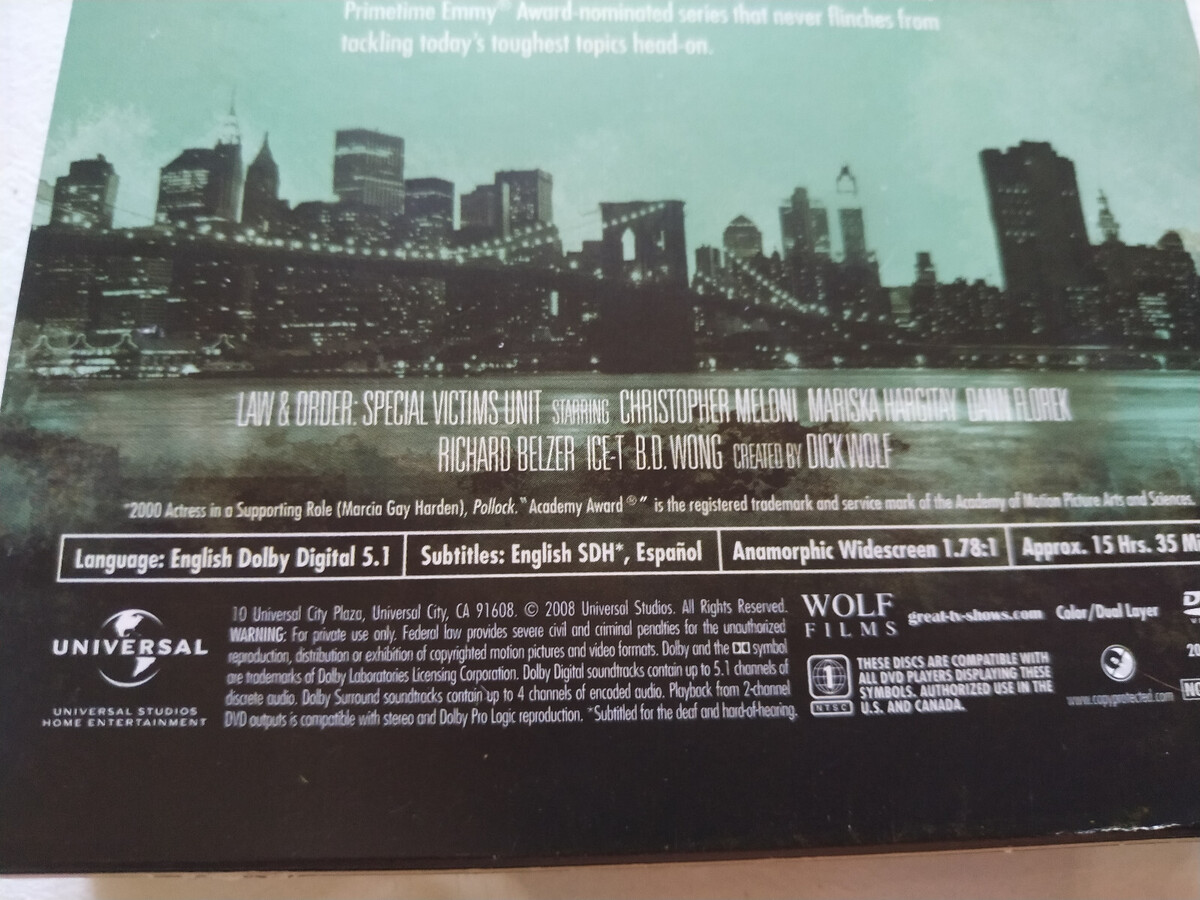 Primetime Emmy® Award-nominated series that never flinches from
tackling today's toughest topics head-on.
LAW & ORDER: SPECIAL VICTIMS UNIT STARRING CHRISTOPHER MELONI MARISKA HARGITAY DANN FLOREK
RICHARD BELZER ICE-T B.D. WONG CREATED BY DICK WOLF
*2000 Actress in a Supporting Role (Marcia Gay Harden), Pollock. "Academy Award®" is the registered trademark and service mark of the Academy of Motion Picture Arts and Sciences.
Language: English Dolby Digital 5.1 Subtitles: English SDH*, Español Anamorphic Widescreen 1.78:1 Approx. 15 Hrs. 35 Mi
UNIVERSAL
UNIVERSAL STUDIOS
HOME ENTERTAINMENT
10 Universal City Plaza, Universal City, CA 91608. © 2008 Universal Studios. All Rights Reserved.
WARNING: For private use only. Federal law provides severe civil and criminal penalties for the unauthorized
reproduction, distribution or exhibition of copyrighted motion pictures and video formats. Dolby and the symbol
are trademarks of Dolby Laboratories Licensing Corporation. Dolby Digital soundtracks contain up to 5.1 channels of
discrete audio. Dolby Surround soundtracks contain up to 4 channels of encoded audio. Playback from 2-channel
DVD outputs is compatible with stereo and Dolby Pro Logic reproduction. *Subtitled for the deaf and hard-of-hearing.
WOLF
FILMS
great-tv-shows.com Color/Dual Layer
1
NTSC
THESE DISCS ARE COMPATIBLE WITH
ALL DVD PLAYERS DISPLAYING THESE
SYMBOLS. AUTHORIZED USE IN THE
U.S. AND CANADA.
www.copyprotected.com
20
NO